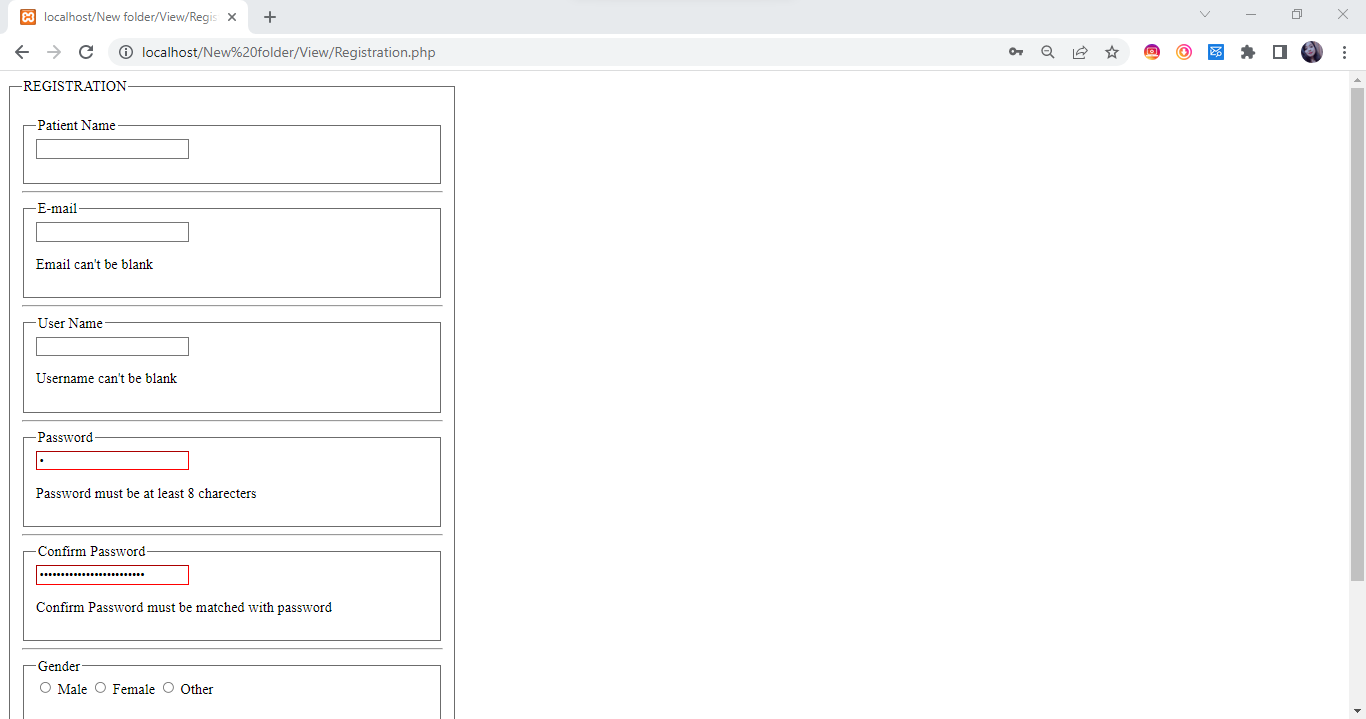 localhost/New folder/View/Regis
localhost/New%20folder/View/Registration.php
REGISTRATION
Patient Name
E-mail
Email can't be blank
User Name
Username can't be blank
Password
Password must be at least 8 charecters
Confirm Password
Confirm Password must be matched with password
Gender
Male Female Other